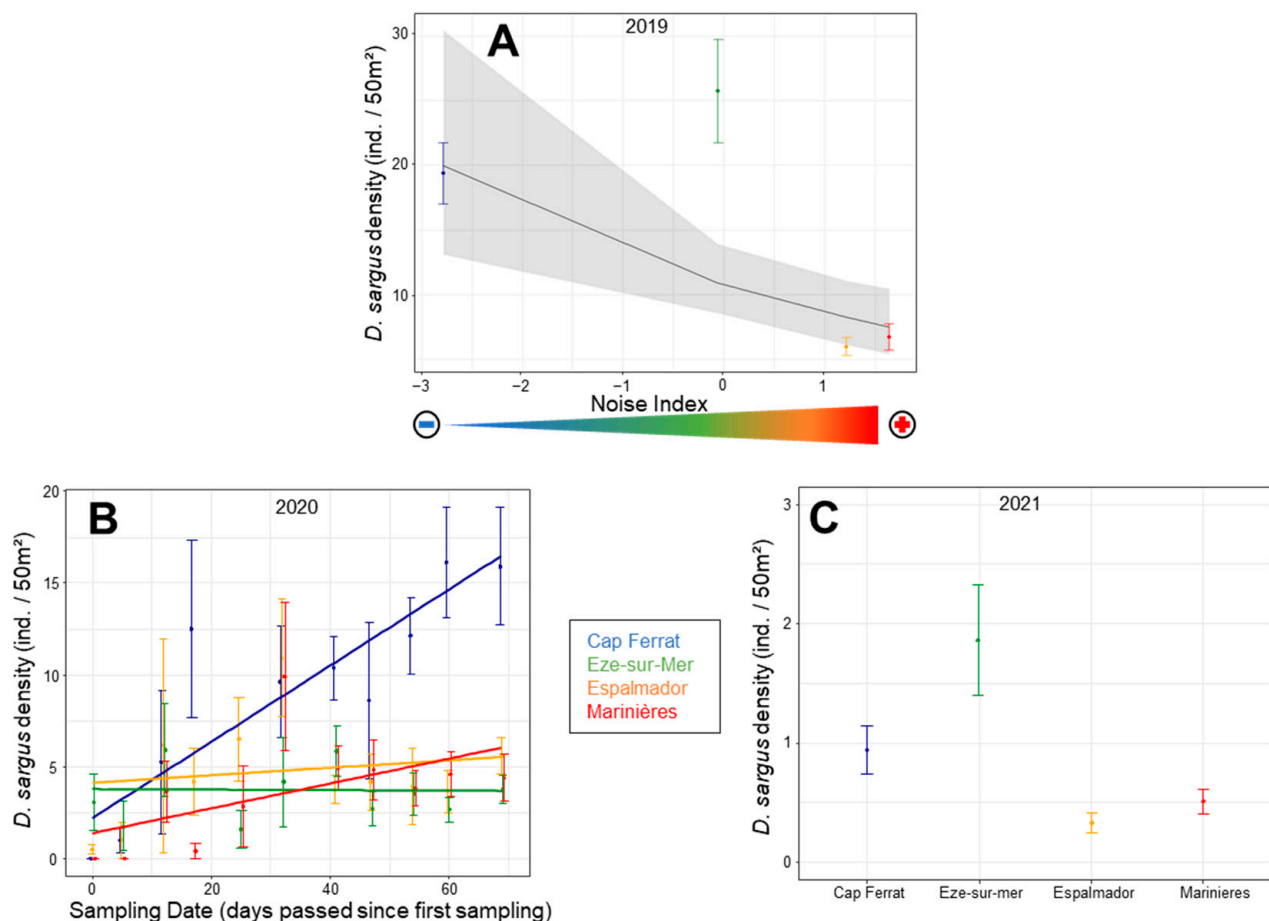 A
2019
D. sargus density (ind. / 50m²)
30
20
10
−3
−2
−1
0
1
Noise Index
B
2020
D. sargus density (ind. / 50m²)
20
15
10
5
0
0
20
40
60
Sampling Date (days passed since first sampling)
Cap Ferrat
Eze-sur-Mer
Espalmador
Marinières
C
2021
D. sargus density (ind. / 50m²)
3
2
1
0
Cap Ferrat
Eze-sur-mer
Espalmador
Marinieres